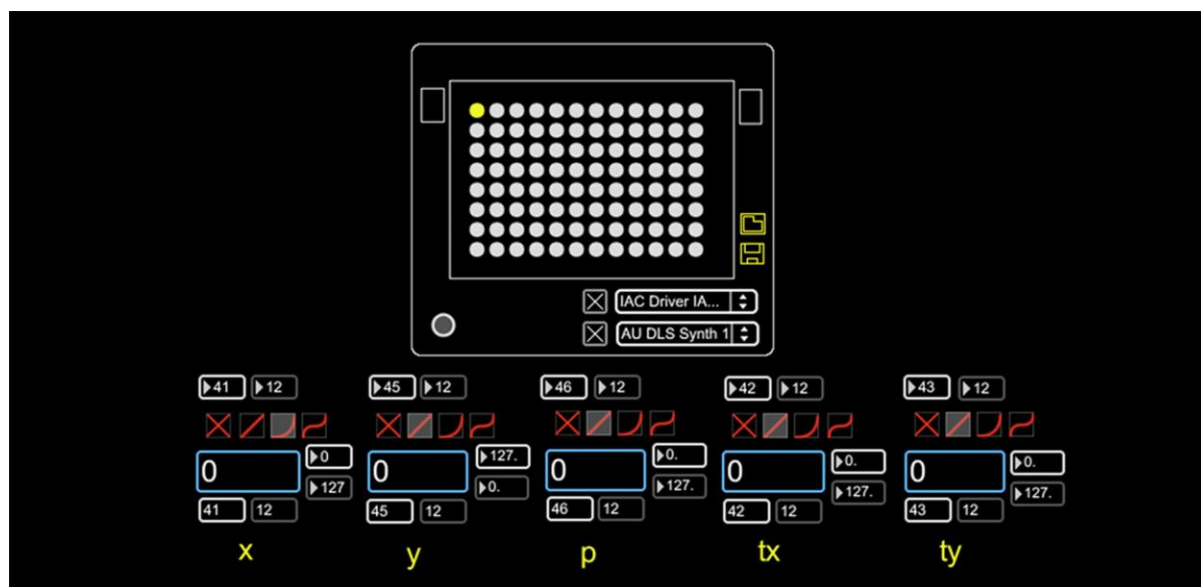 IAC Driver IA...
AU DLS Synth 1
41 12 45 12 46 12 42 12 43 12
0 0 0 127. 0 0. 0 0. 0 0.
127 0. 127. 127. 127.
41 12 45 12 46 12 42 12 43 12
x y p tx ty